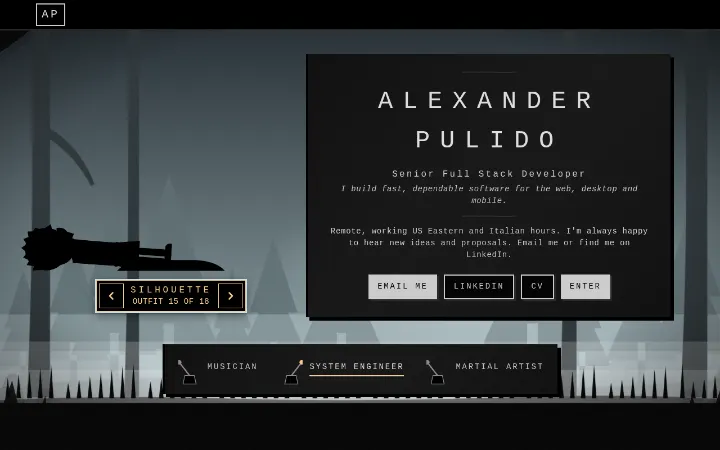 AP
ALEXANDER
PULIDO
Senior Full Stack Developer
I build fast, dependable software for the web, desktop and
mobile.
Remote, working US Eastern and Italian hours. I'm always happy
to hear new ideas and proposals. Email me or find me on
LinkedIn.
EMAIL ME LINKEDIN CV ENTER
SILHOUETTE
OUTFIT 15 OF 16
MUSICIAN SYSTEM ENGINEER MARTIAL ARTIST